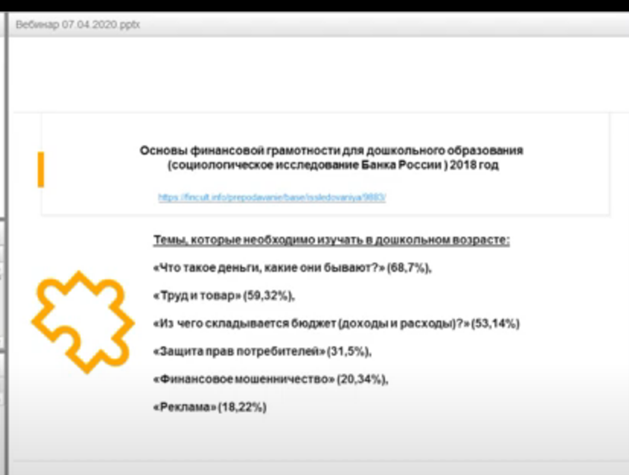 Вебинар 07.04.2020.pptx
Основы финансовой грамотности для дошкольного образования
(социологическое исследование Банка России ) 2018 год
https://fincult.info/prepodavanie/base/issledovaniya/9883/
Темы, которые необходимо изучать в дошкольном возрасте:
«Что такое деньги, какие они бывают?» (68,7%),
«Труд и товар» (59,32%),
«Из чего складывается бюджет (доходы и расходы)?» (53,14%)
«Защита прав потребителей» (31,5%),
«Финансовое мошенничество» (20,34%),
«Реклама» (18,22%)